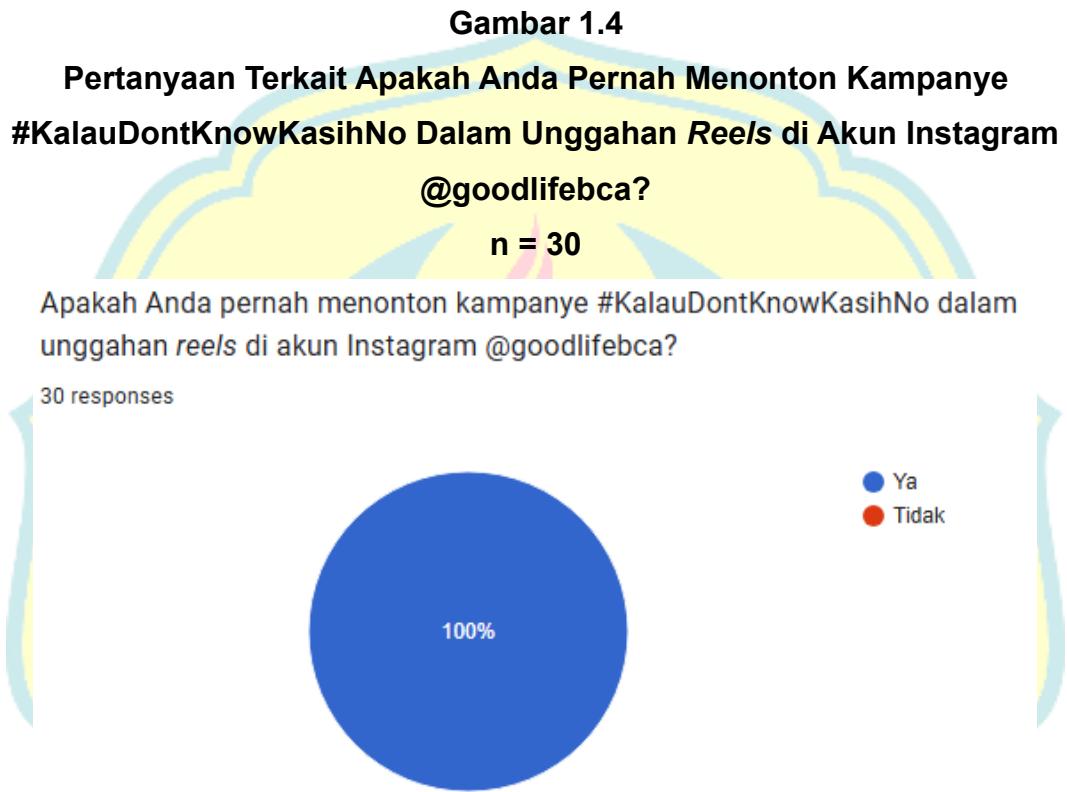 Gambar 1.4
Pertanyaan Terkait Apakah Anda Pernah Menonton Kampanye
#KalauDontKnowKasihNo Dalam Unggahan Reels di Akun Instagram
@goodlifebca?
n = 30
Apakah Anda pernah menonton kampanye #KalauDontKnowKasihNo dalam
unggahan reels di akun Instagram @goodlifebca?
30 responses
Ya
Tidak
100%